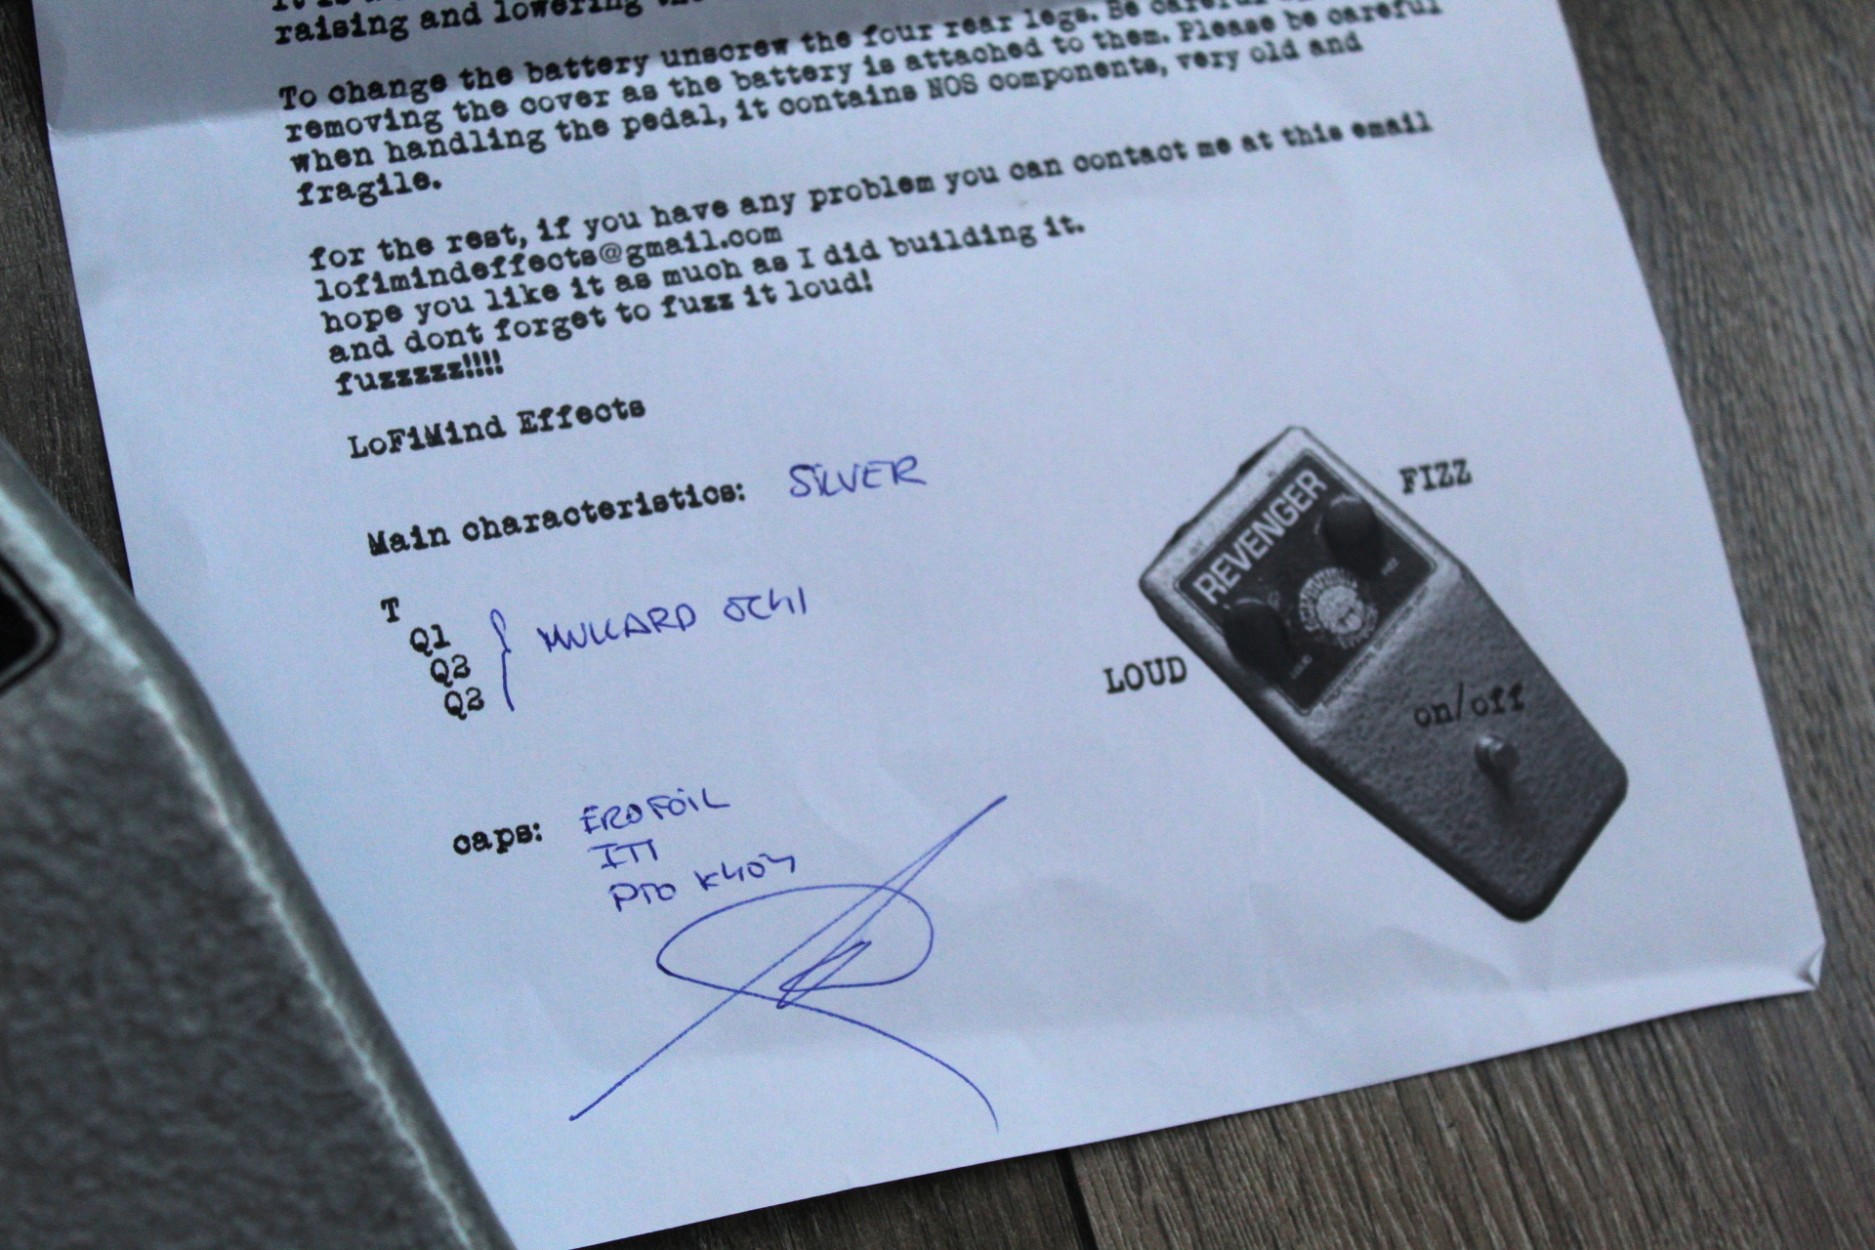 raising and lowering the
To change the battery unscrew the four rear legs. Be careful
removing the cover as the battery is attached to them. Please be careful
when handling the pedal, it contains NOS components, very old and
fragile.
for the rest, if you have any problem you can contact me at this email
lofimindeffects@gmail.com
hope you like it as much as I did building it.
and dont forget to fuzz it loud!
fuzzzzz!!!!
LoFiMind Effects
Main characteristics: SILVER
T
Q1
Q2
Q2
MULLARD OC41
caps: EROFOIL
ITT
PIO K40Y
FIZZ
REVENGER
LOUD
on/off